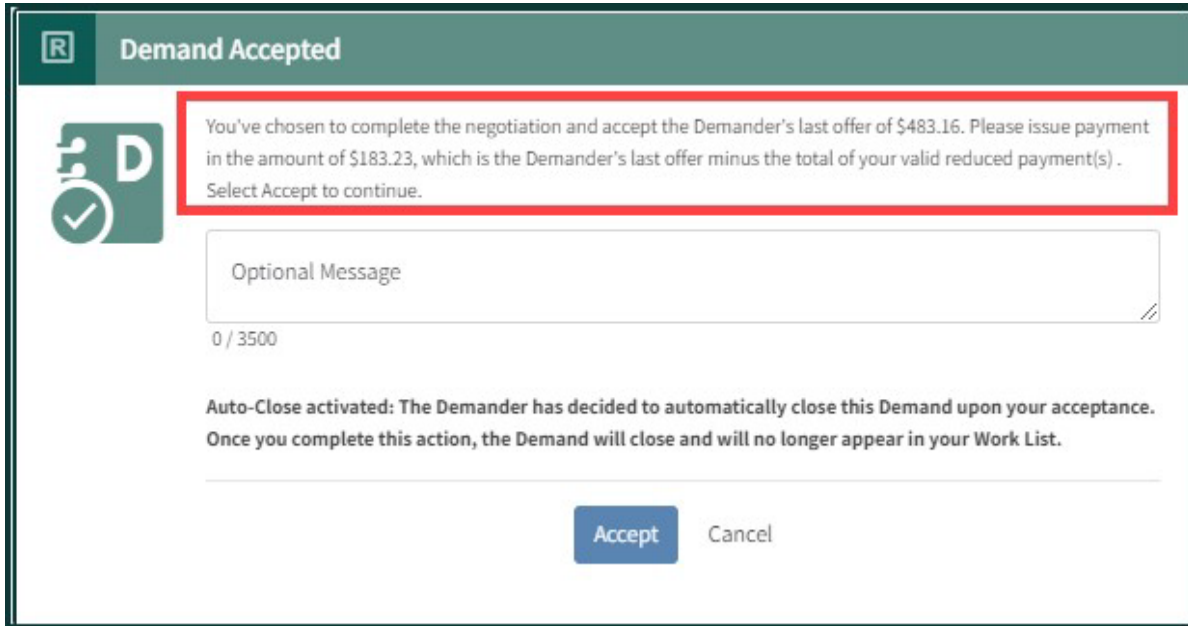 R
Demand Accepted
D
You've chosen to complete the negotiation and accept the Demander's last offer of $483.16. Please issue payment
in the amount of $183.23, which is the Demander's last offer minus the total of your valid reduced payment(s) .
Select Accept to continue.
Optional Message
0 / 3500
Auto-Close activated: The Demander has decided to automatically close this Demand upon your acceptance.
Once you complete this action, the Demand will close and will no longer appear in your Work List.
Accept Cancel